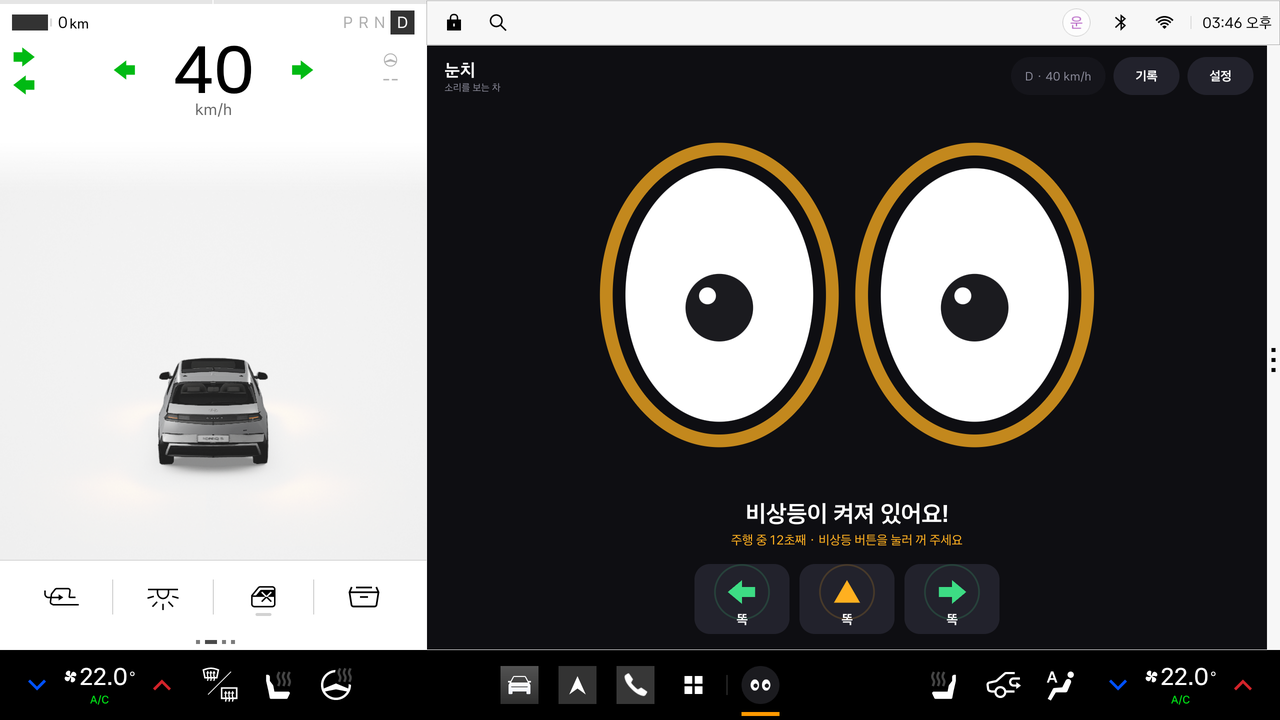 0km
P R N D
40
km/h
--
운
03:46 오후
눈치
소리를 보는 차
D · 40 km/h
기록
설정
비상등이 켜져 있어요!
주행 중 12초째 · 비상등 버튼을 눌러 꺼 주세요
똑
똑
똑
22.0°
A/C
A
22.0°
A/C